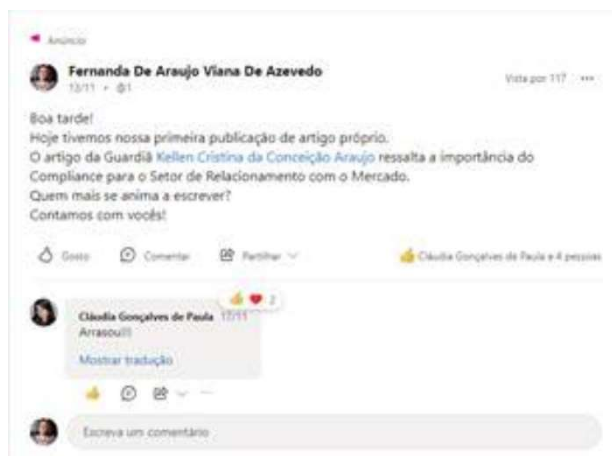 Anúncio
Fernanda De Araujo Viana De Azevedo
13/11
Vista por 117
Boa tarde!
Hoje tivemos nossa primeira publicação de artigo próprio.
O artigo da Guardiã Kellen Cristina da Conceição Araujo ressalta a importância do
Compliance para o Setor de Relacionamento com o Mercado.
Quem mais se anima a escrever?
Contamos com vocês!
Gosto Comentar Partilhar
Cláudia Gonçalves de Paula e 4 pessoas
2
Cláudia Gonçalves de Paula 17/11
Arrasou!!!
Mostrar tradução
Escreva um comentário